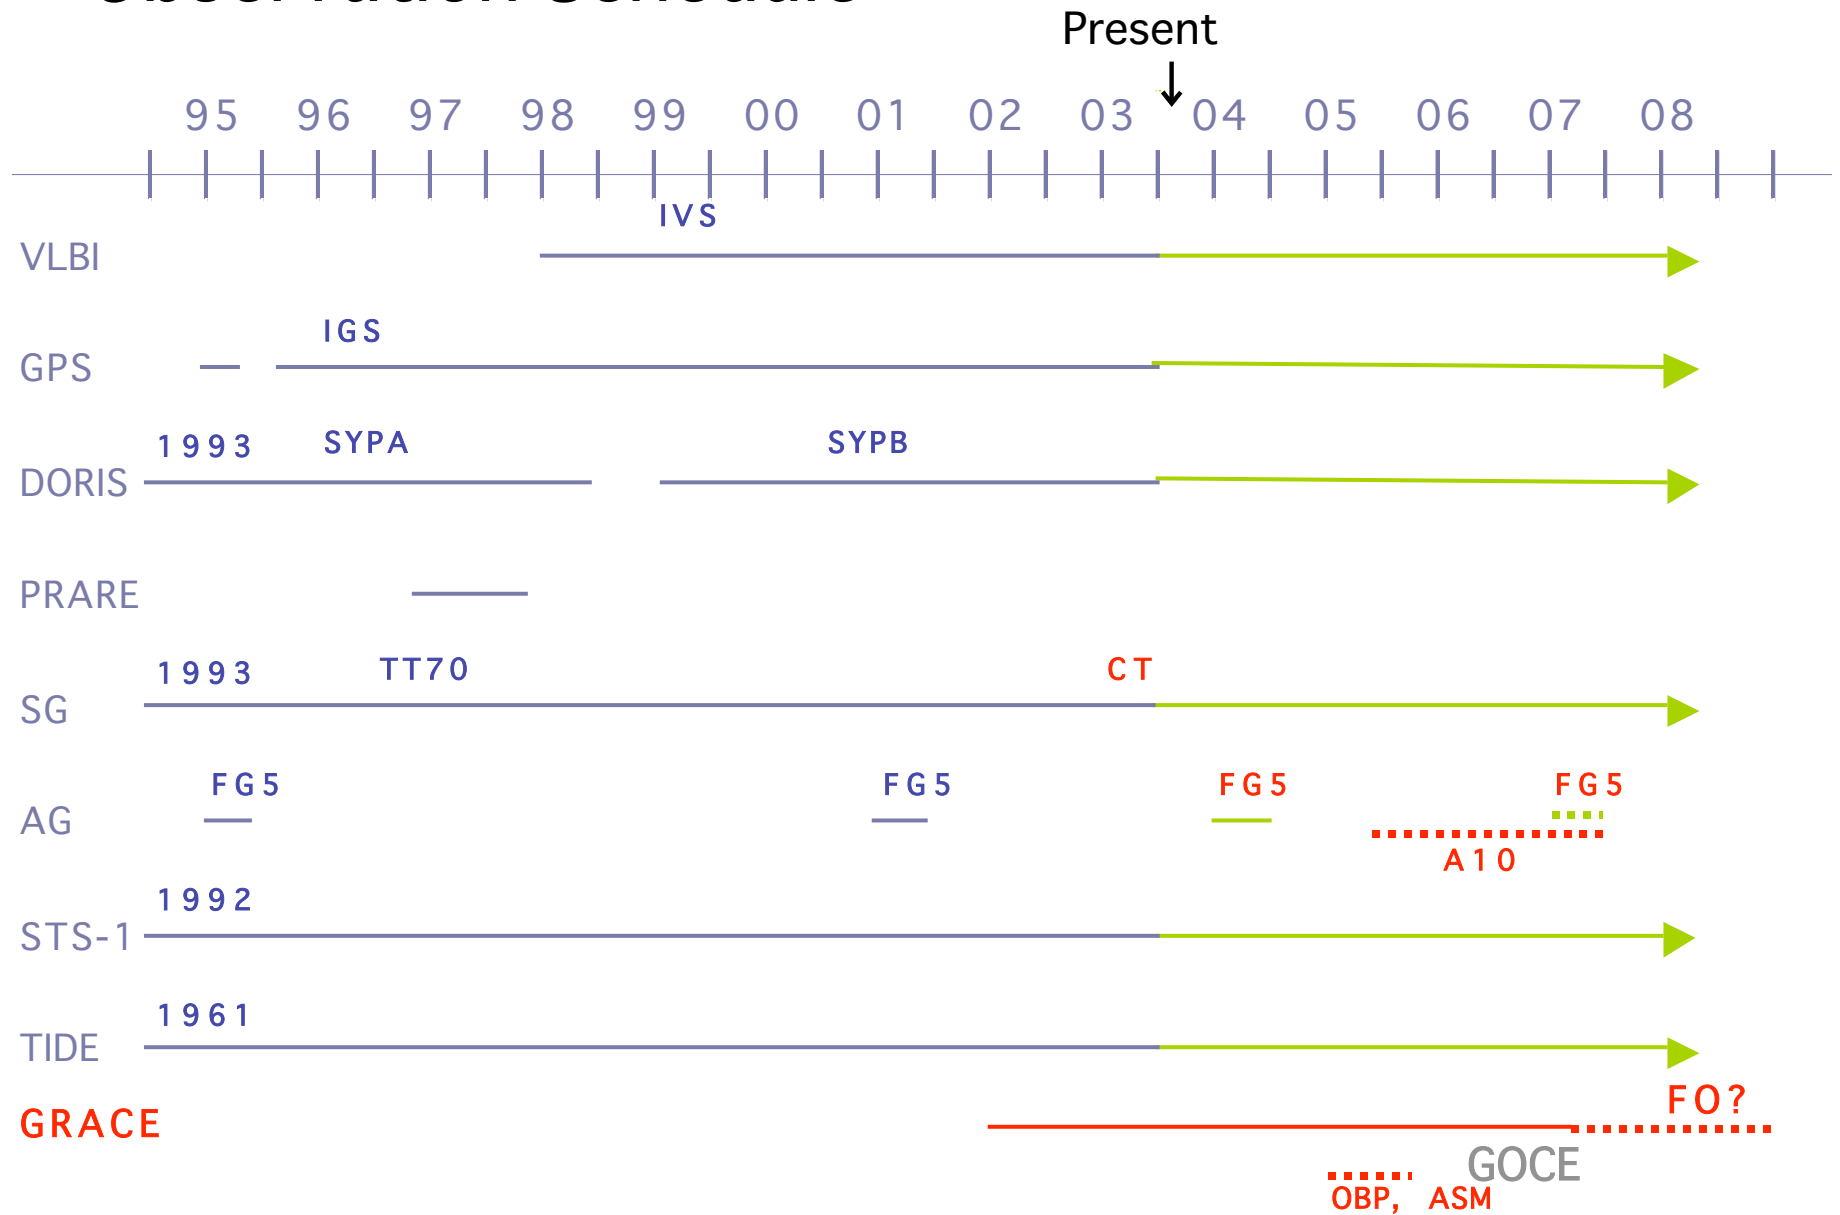 Present
95 96 97 98 99 00 01 02 03 04 05 06 07 08
IVS
VLBI
IGS
GPS
1993 SYPA SYPB
DORIS
PRARE
1993 TT70 CT
SG
FG5 FG5 FG5 FG5
AG
A10
1992
STS-1
1961
TIDE
FO?
GRACE
GOCE
OBP, ASM